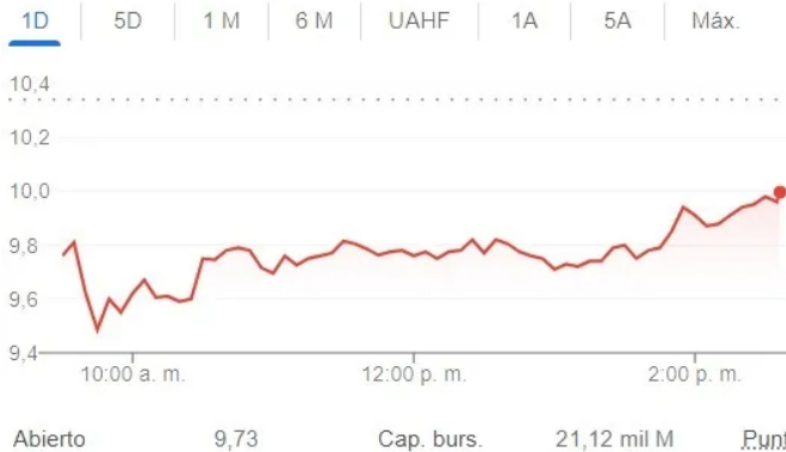 1D 5D 1 M 6 M UAHF 1A 5A Máx.
10,4
10,2
10,0
9,8
9,6
9,4
10:00 a. m. 12:00 p. m. 2:00 p. m.
Abierto 9,73 Cap. burs. 21,12 mil M